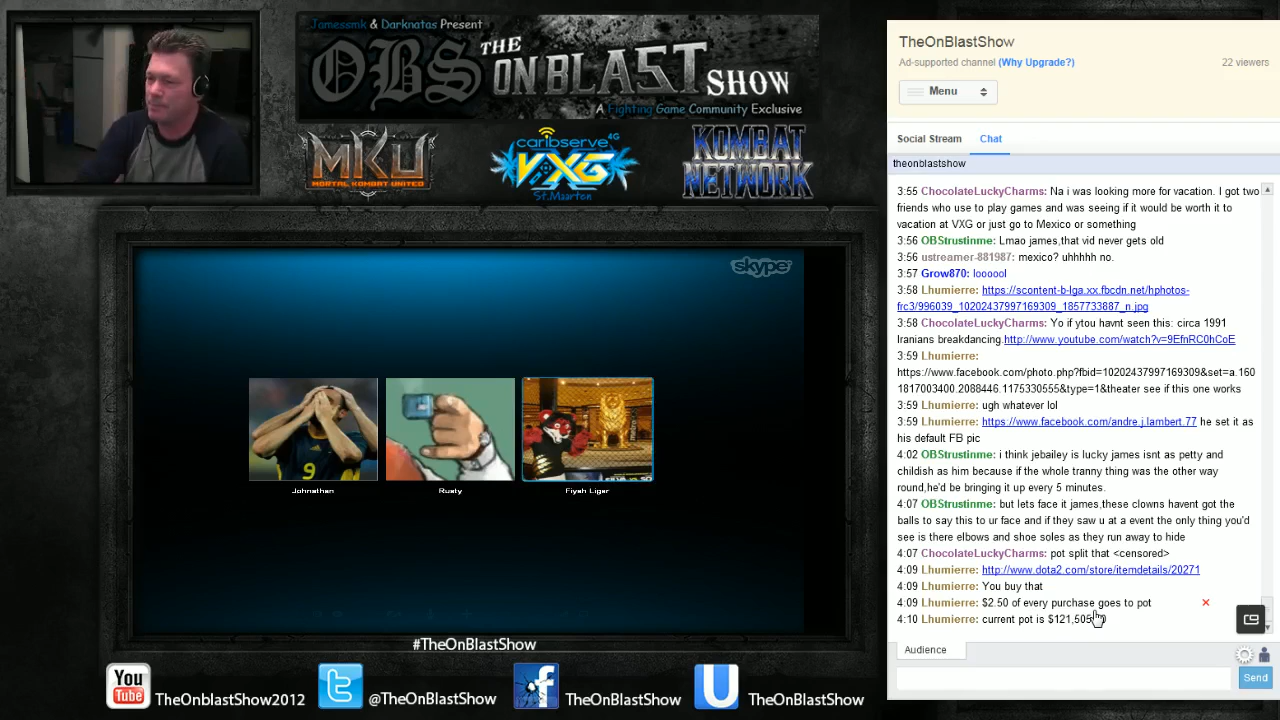 Jamessmk & Darknatas Present
OBS THE ON BLAST SHOW
A Fighting Game Community Exclusive
MKU
MORTAL KOMBAT UNITED
caribserve 4G
VXG
St.Maarten
KOMBAT
NETWORK
skype
Johnathan
Rusty
Fiyah Liger
#TheOnBlastShow
You
Tube
TheOnblastShow2012
@TheOnBlastShow
TheOnBlastShow
TheOnBlastShow
TheOnBlastShow
Ad-supported channel (Why Upgrade?)
22 viewers
Menu
Social Stream
Chat
theonblastshow
3:55 ChocolateLuckyCharms: Na i was looking more for vacation. I got two
friends who use to play games and was seeing if it would be worth it to
vacation at VXG or just go to Mexico or something
3:56 OBStrustinme: Lmao james,that vid never gets old
3:56 ustreamer-881987: mexico? uhhhhh no.
3:57 Grow870: loooool
3:58 Lhumierre: https://scontent-b-lga.xx.fbcdn.net/hphotos-
frc3/996039_10202437997169309_1857733887_n.jpg
3:58 ChocolateLuckyCharms: Yo if ytou havnt seen this: circa 1991
Iranians breakdancing.http://www.youtube.com/watch?v=9EfnRC0hCoE
3:59 Lhumierre:
https://www.facebook.com/photo.php?fbid=10202437997169309&set=a.160
1817003400.2088446.1175330555&type=1&theater see if this one works
3:59 Lhumierre: ugh whatever lol
3:59 Lhumierre: https://www.facebook.com/andre.j.lambert.77 he set it as
his default FB pic
4:02 OBStrustinme: i think jebailey is lucky james isnt as petty and
childish as him because if the whole tranny thing was the other way
round,he'd be bringing it up every 5 minutes.
4:07 OBStrustinme: but lets face it james,these clowns havent got the
balls to say this to ur face and if they saw u at a event the only thing you'd
see is there elbows and shoe soles as they run away to hide
4:07 ChocolateLuckyCharms: pot split that <censored>
4:09 Lhumierre: http://www.dota2.com/store/itemdetails/20271
4:09 Lhumierre: You buy that
4:09 Lhumierre: $2.50 of every purchase goes to pot
4:10 Lhumierre: current pot is
Audience
Send